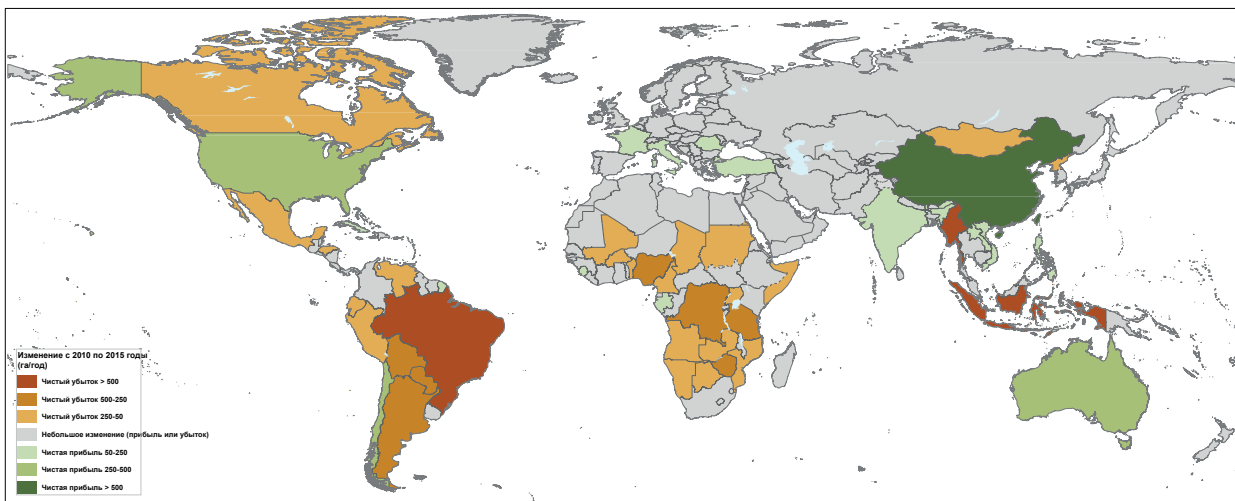 Изменение с 2010 по 2015 годы
(га/год)
Чистый убыток > 500
Чистый убыток 500-250
Чистый убыток 250-50
Небольшое изменение (прибыль или убыток)
Чистая прибыль 50-250
Чистая прибыль 250-500
Чистая прибыль > 500